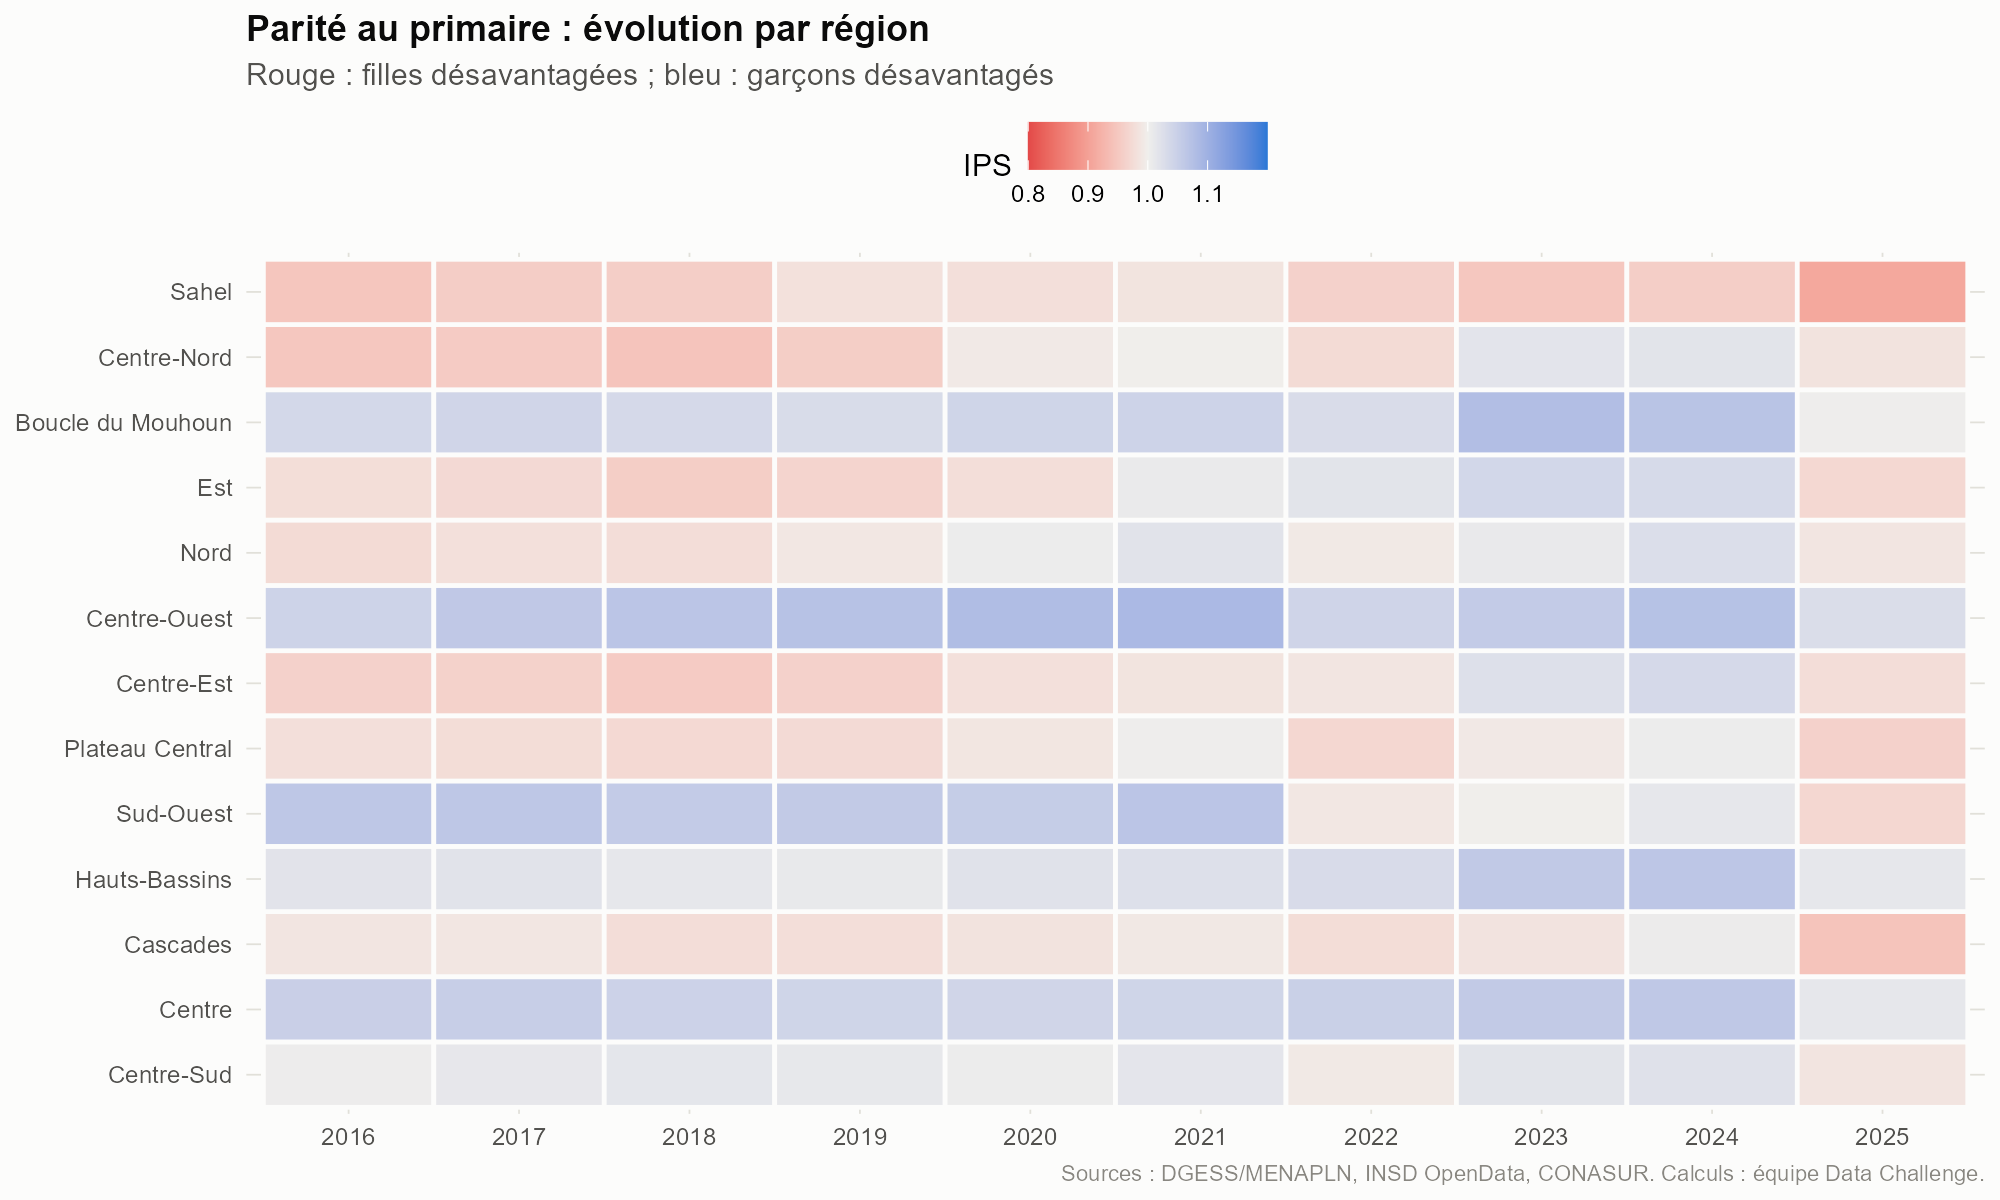 Parité au primaire : évolution par région
Rouge : filles désavantagées ; bleu : garçons désavantagés
IPS
0.8 0.9 1.0 1.1
Sahel
Centre-Nord
Boucle du Mouhoun
Est
Nord
Centre-Ouest
Centre-Est
Plateau Central
Sud-Ouest
Hauts-Bassins
Cascades
Centre
Centre-Sud
2016 2017 2018 2019 2020 2021 2022 2023 2024 2025
Sources : DGESS/MENAPLN, INSD OpenData, CONASUR. Calculs : équipe Data Challenge.